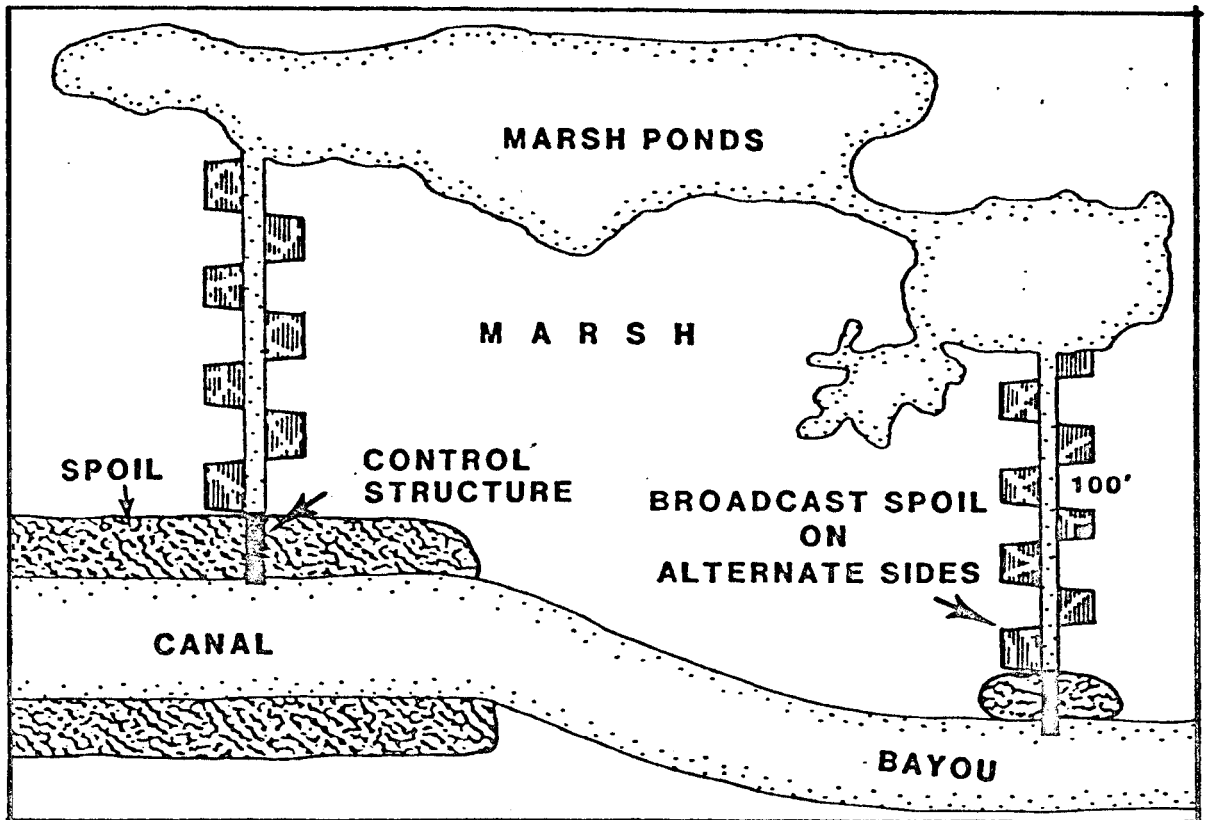 MARSH PONDS
MARSH
SPOIL
CONTROL
STRUCTURE
100'
BROADCAST SPOIL
ON
ALTERNATE SIDES
CANAL
BAYOU